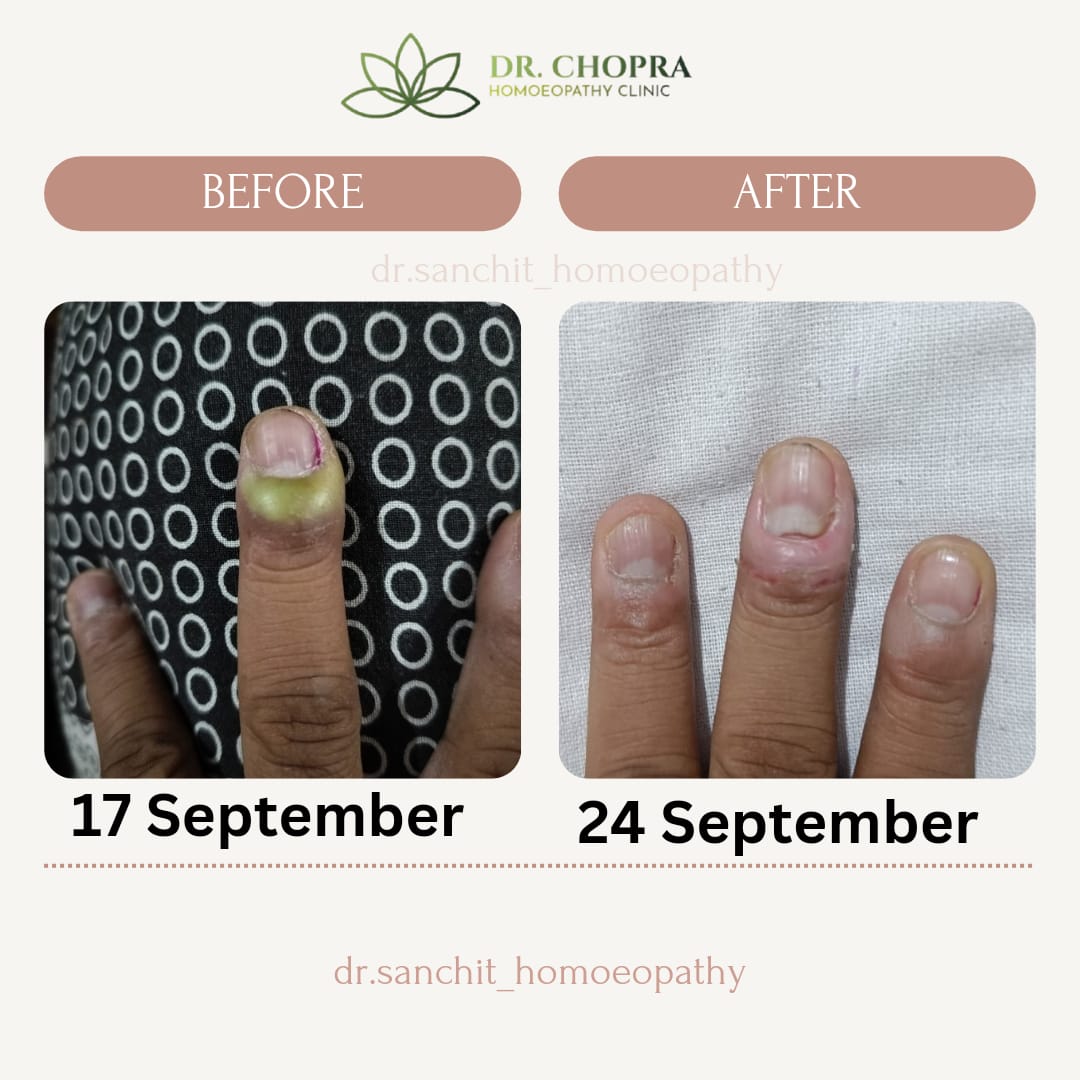 DR. CHOPRA
HOMOEOPATHY CLINIC
BEFORE
AFTER
dr.sanchit_homoeopathy
17 September
24 September
dr.sanchit_homoeopathy